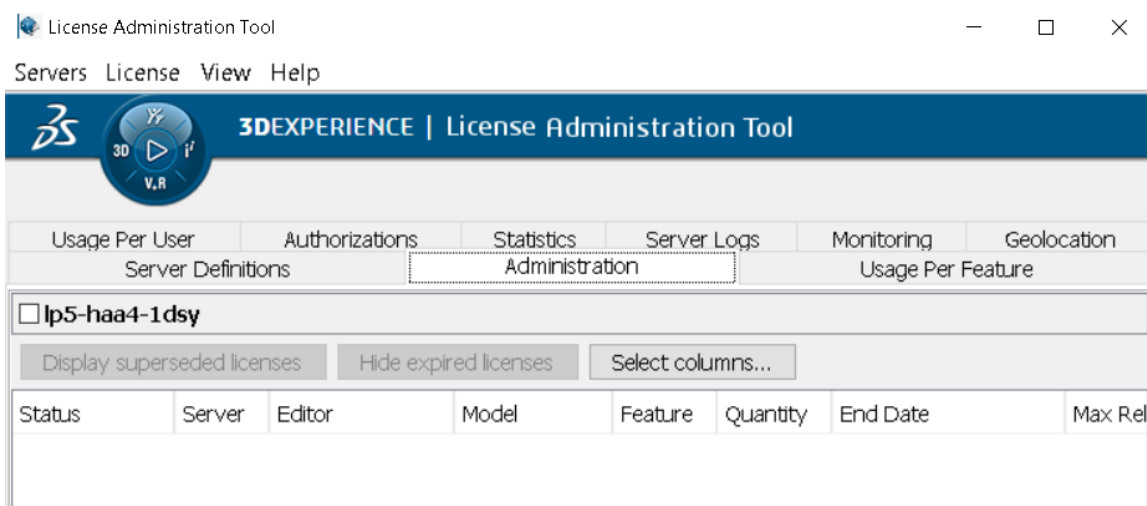 License Administration Tool
Servers License View Help
3DEXPERIENCE | License Administration Tool
3D
V.R
Usage Per User Authorizations Statistics Server Logs Monitoring Geolocation
Server Definitions Administration Usage Per Feature
lp5-haa4-1dsy
Display superseded licenses Hide expired licenses Select columns...
Status Server Editor Model Feature Quantity End Date Max Rel